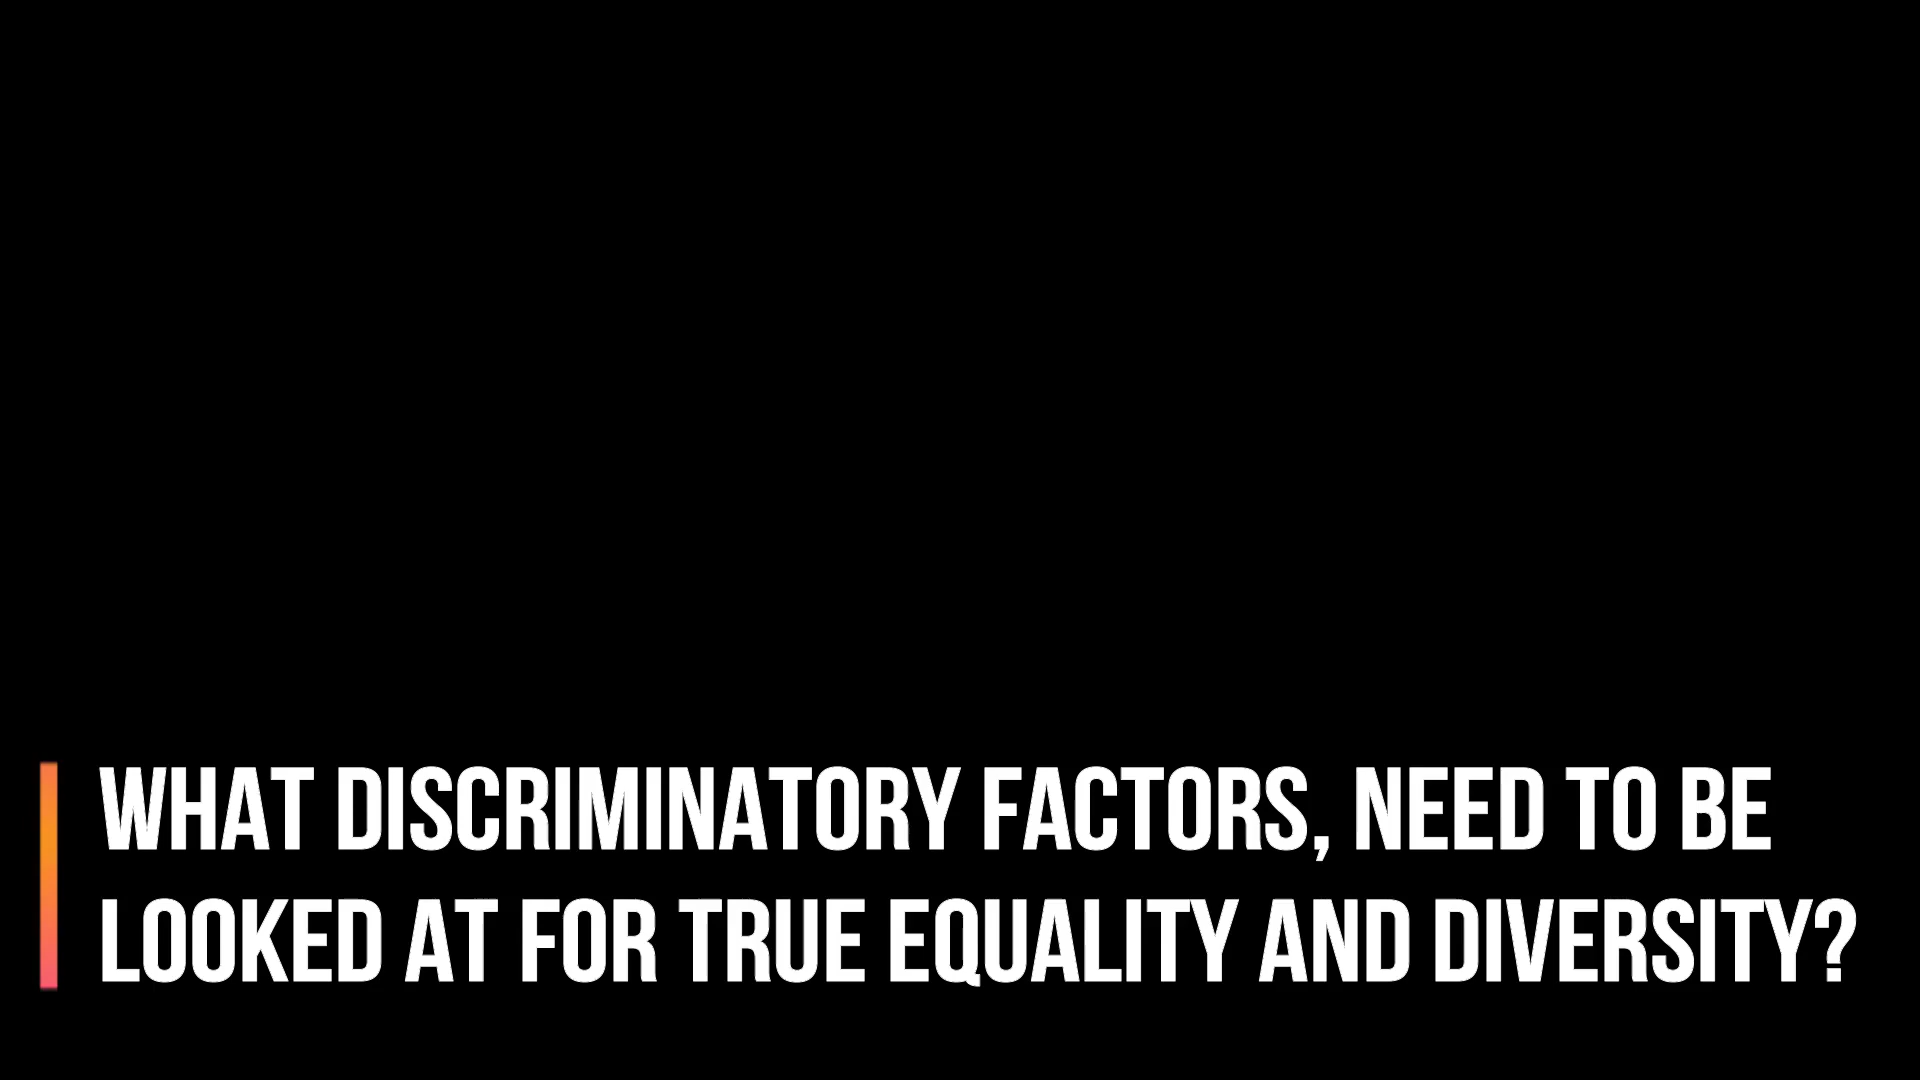 WHAT DISCRIMINATORY FACTORS, NEED TO BE
LOOKED AT FOR TRUE EQUALITY AND DIVERSITY?